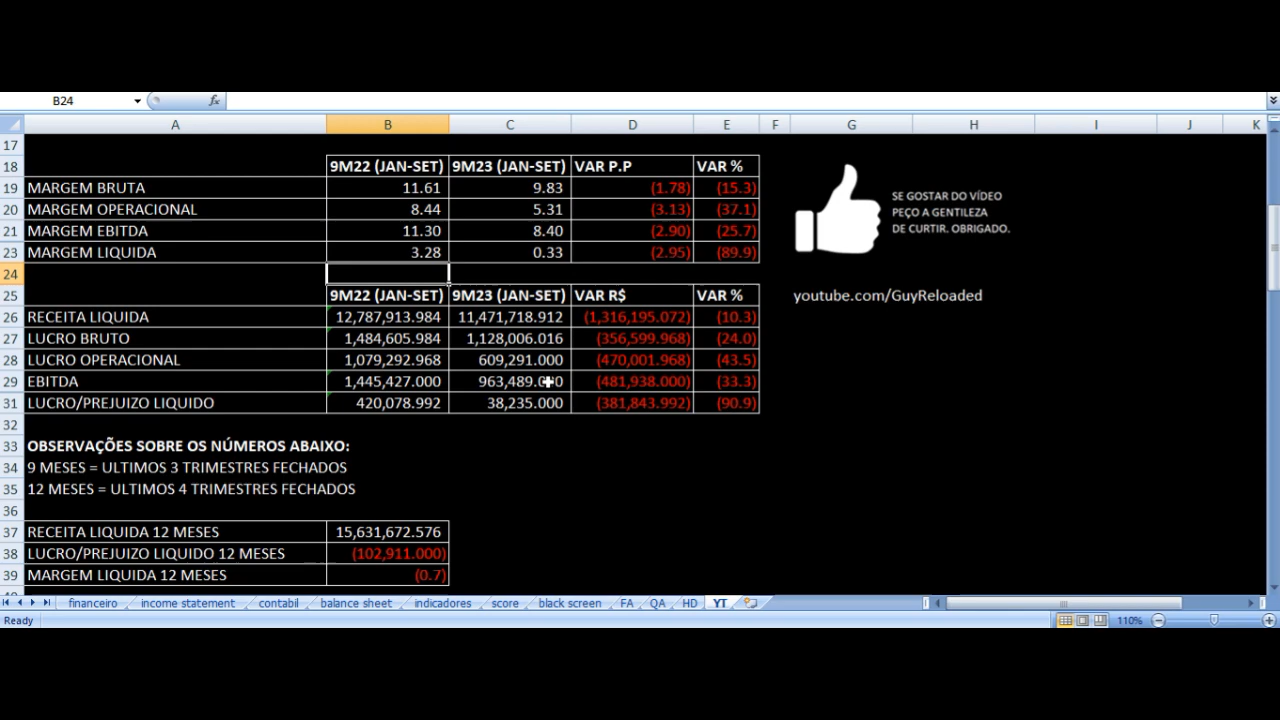 B24
A B C D E F G H I J K
17
18 9M22 (JAN-SET) 9M23 (JAN-SET) VAR P.P VAR %
19 MARGEM BRUTA 11.61 9.83 (1.78) (15.3)
20 MARGEM OPERACIONAL 8.44 5.31 (3.13) (37.1)
21 MARGEM EBITDA 11.30 8.40 (2.90) (25.7)
23 MARGEM LIQUIDA 3.28 0.33 (2.95) (89.9)
SE GOSTAR DO VÍDEO
PEÇO A GENTILEZA
DE CURTIR. OBRIGADO.
24
25 9M22 (JAN-SET) 9M23 (JAN-SET) VAR R$ VAR %
youtube.com/GuyReloaded
26 RECEITA LIQUIDA 12,787,913.984 11,471,718.912 (1,316,195.072) (10.3)
27 LUCRO BRUTO 1,484,605.984 1,128,006.016 (356,599.968) (24.0)
28 LUCRO OPERACIONAL 1,079,292.968 609,291.000 (470,001.968) (43.5)
29 EBITDA 1,445,427.000 963,489.000 (481,938.000) (33.3)
31 LUCRO/PREJUIZO LIQUIDO 420,078.992 38,235.000 (381,843.992) (90.9)
32
33 OBSERVAÇÕES SOBRE OS NÚMEROS ABAIXO:
34 9 MESES = ULTIMOS 3 TRIMESTRES FECHADOS
35 12 MESES = ULTIMOS 4 TRIMESTRES FECHADOS
36
37 RECEITA LIQUIDA 12 MESES 15,631,672.576
38 LUCRO/PREJUIZO LIQUIDO 12 MESES (102,911.000)
39 MARGEM LIQUIDA 12 MESES (0.7)
financeiro income statement contabil balance sheet indicadores score black screen FA QA HD YT
Ready 110%